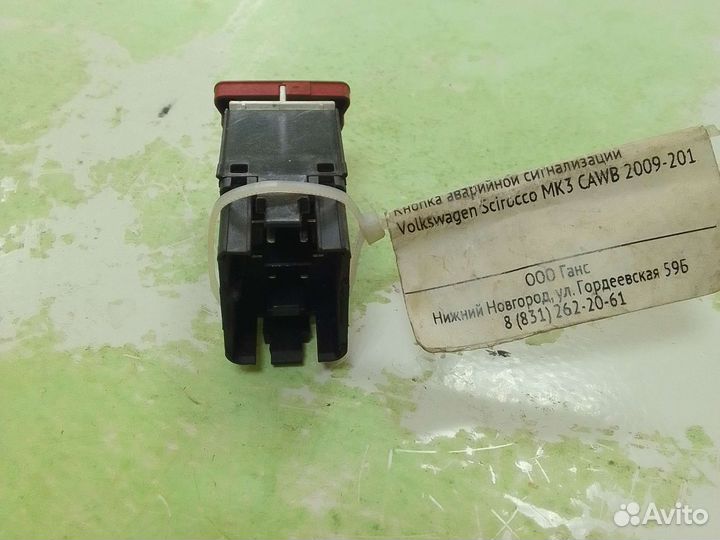 Кнопка аварийной сигнализации
Volkswagen Scirocco MK3 CAWB 2009-201
ООО Ганс
Нижний Новгород, ул. Гордеевская 59Б
8 (831) 262-20-61
Avito